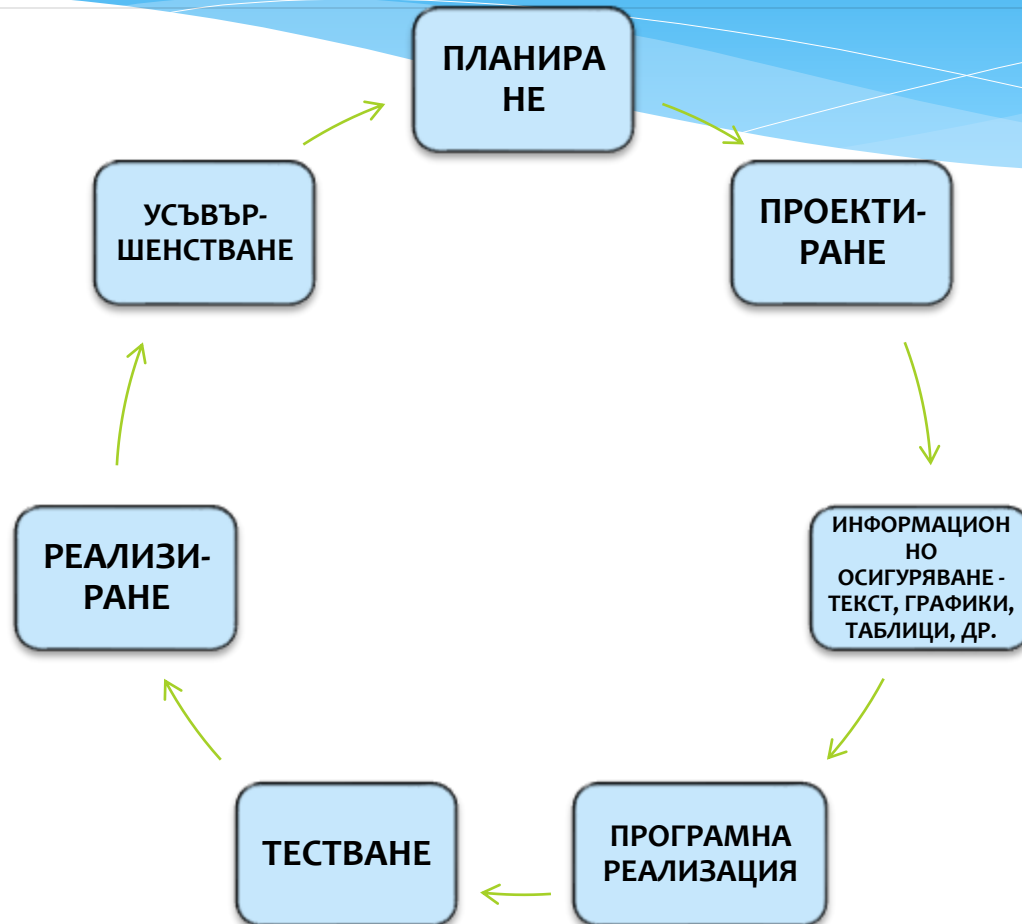 ПЛАНИРА
НЕ
ПРОЕКТИ-
РАНЕ
ИНФОРМАЦИОН
НО
ОСИГУРЯВАНЕ -
ТЕКСТ, ГРАФИКИ,
ТАБЛИЦИ, ДР.
ПРОГРАМНА
РЕАЛИЗАЦИЯ
ТЕСТВАНЕ
РЕАЛИЗИ-
РАНЕ
УСЪВЪР-
ШЕНСТВАНЕ